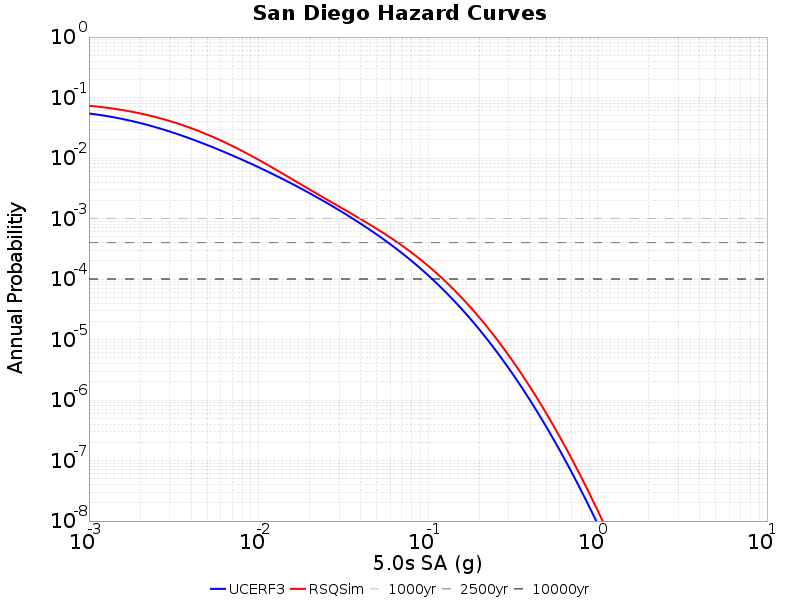 San Diego Hazard Curves
Annual Probabilitiy
10^0
10^-1
10^-2
10^-3
10^-4
10^-5
10^-6
10^-7
10^-8
10^-3 10^-2 10^-1 10^0 10^1
5.0s SA (g)
UCERF3 RSQSim 1000yr 2500yr 10000yr